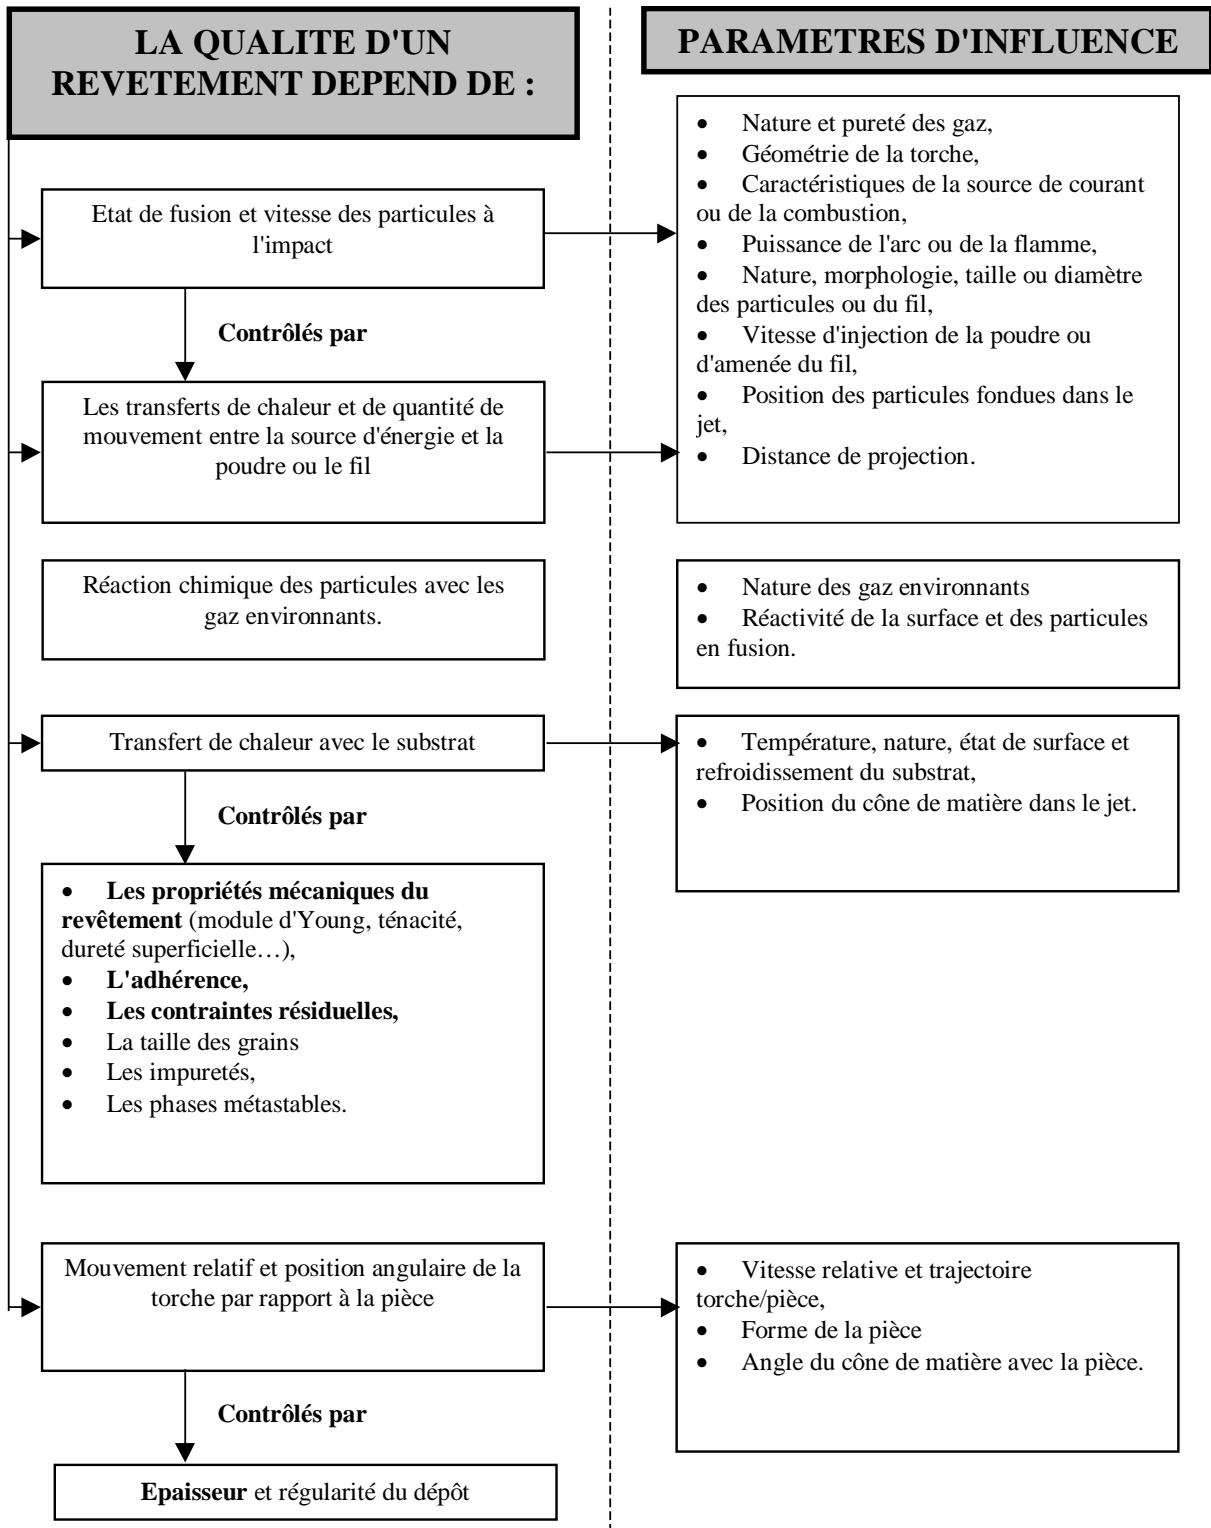 LA QUALITE D'UN
REVETEMENT DEPEND DE :
PARAMETRES D'INFLUENCE
Etat de fusion et vitesse des particules à
l'impact
• Nature et pureté des gaz,
• Géométrie de la torche,
• Caractéristiques de la source de courant
ou de la combustion,
• Puissance de l'arc ou de la flamme,
• Nature, morphologie, taille ou diamètre
des particules ou du fil,
• Vitesse d'injection de la poudre ou
d'amenée du fil,
• Position des particules fondues dans le
jet,
• Distance de projection.
Contrôlés par
Les transferts de chaleur et de quantité de
mouvement entre la source d'énergie et la
poudre ou le fil
Réaction chimique des particules avec les
gaz environnants.
• Nature des gaz environnants
• Réactivité de la surface et des particules
en fusion.
Transfert de chaleur avec le substrat
• Température, nature, état de surface et
refroidissement du substrat,
• Position du cône de matière dans le jet.
Contrôlés par
• Les propriétés mécaniques du
revêtement (module d'Young, ténacité,
dureté superficielle…),
• L'adhérence,
• Les contraintes résiduelles,
• La taille des grains
• Les impuretés,
• Les phases métastables.
Mouvement relatif et position angulaire de la
torche par rapport à la pièce
• Vitesse relative et trajectoire
torche/pièce,
• Forme de la pièce
• Angle du cône de matière avec la pièce.
Contrôlés par
Epaisseur et régularité du dépôt